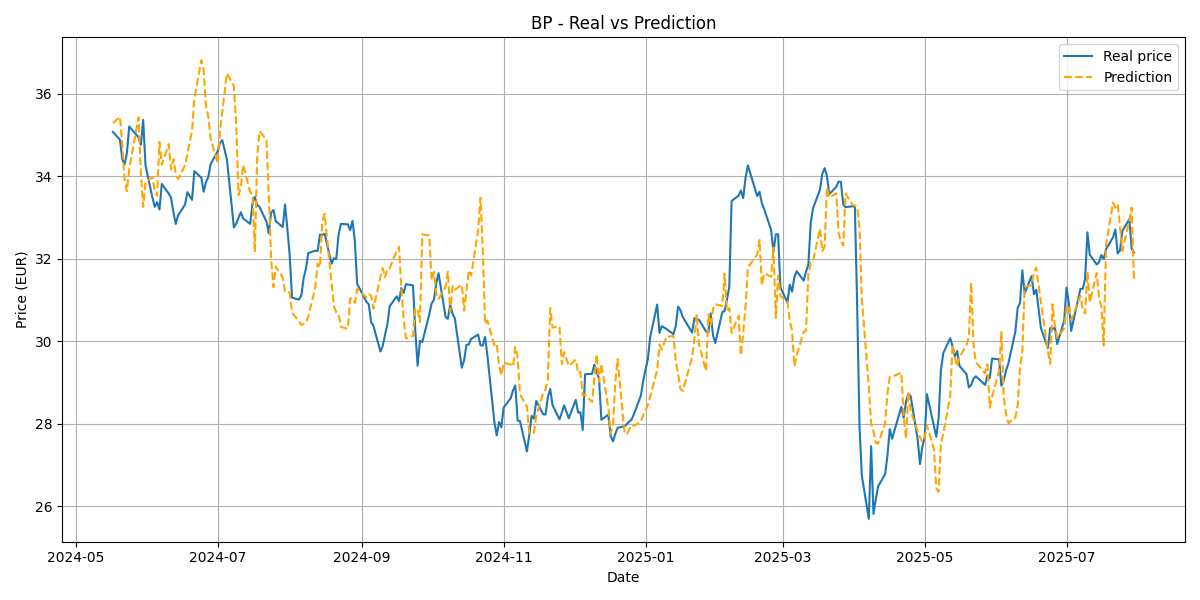 BP - Real vs Prediction
Real price
Prediction
Price (EUR)
36
34
32
30
28
26
2024-05
2024-07
2024-09
2024-11
2025-01
2025-03
2025-05
2025-07
Date